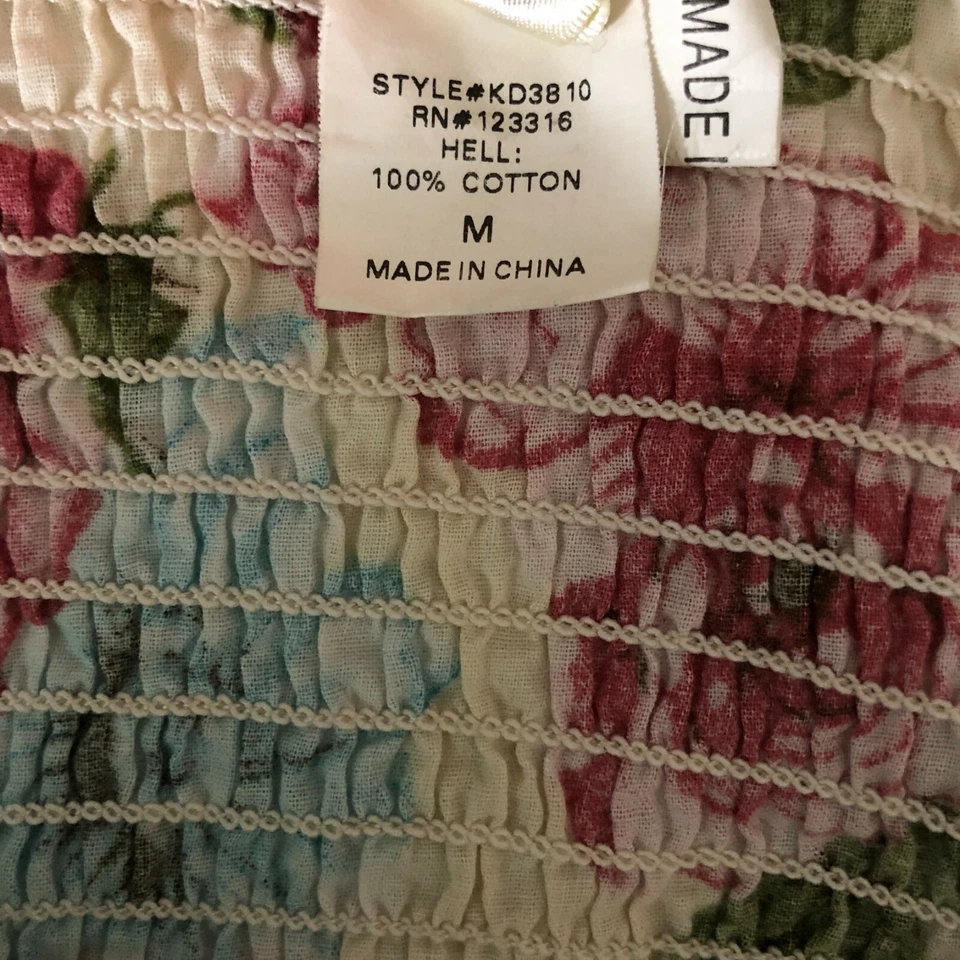 STYLE#KD3810
RN#123316
HELL:
100% COTTON
M
MADE IN CHINA
MADE I